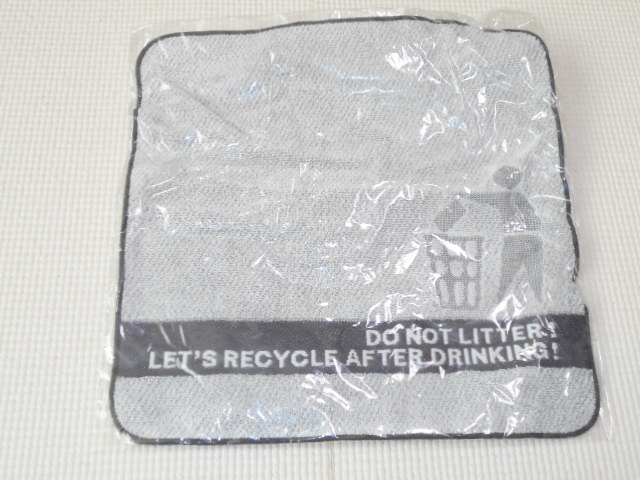 DO NOT LITTER!
LET'S RECYCLE AFTER DRINKING!